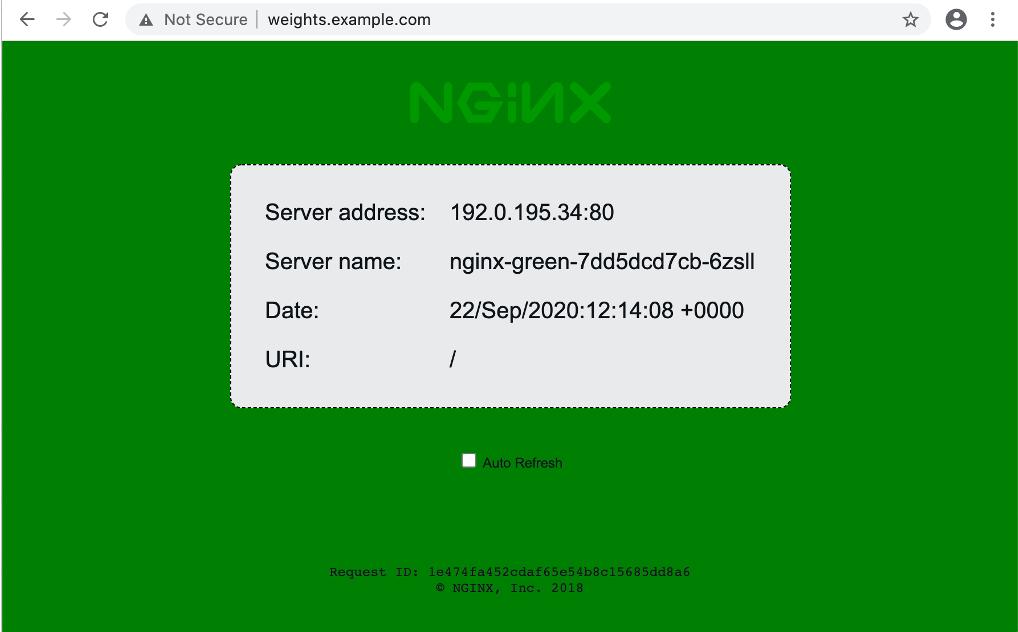 Not Secure | weights.example.com
NGINX
Server address: 192.0.195.34:80
Server name: nginx-green-7dd5dcd7cb-6zsll
Date: 22/Sep/2020:12:14:08 +0000
URI: /
Auto Refresh
Request ID: 1e474fa452cdaf65e54b8c15685dd8a6
© NGINX, Inc. 2018